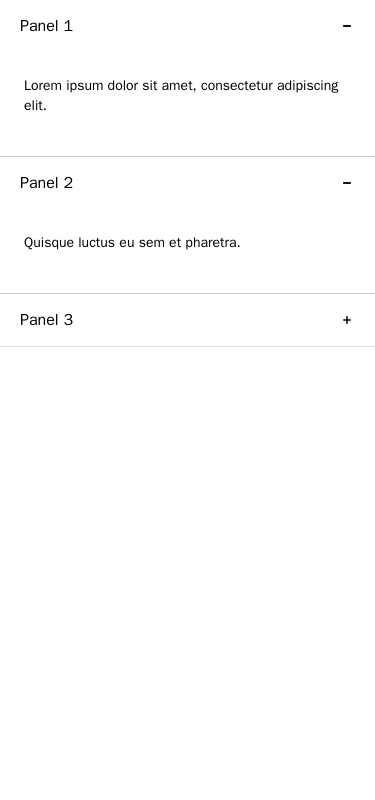 Panel 1 −
Lorem ipsum dolor sit amet, consectetur adipiscing
elit.
Panel 2 −
Quisque luctus eu sem et pharetra.
Panel 3 +